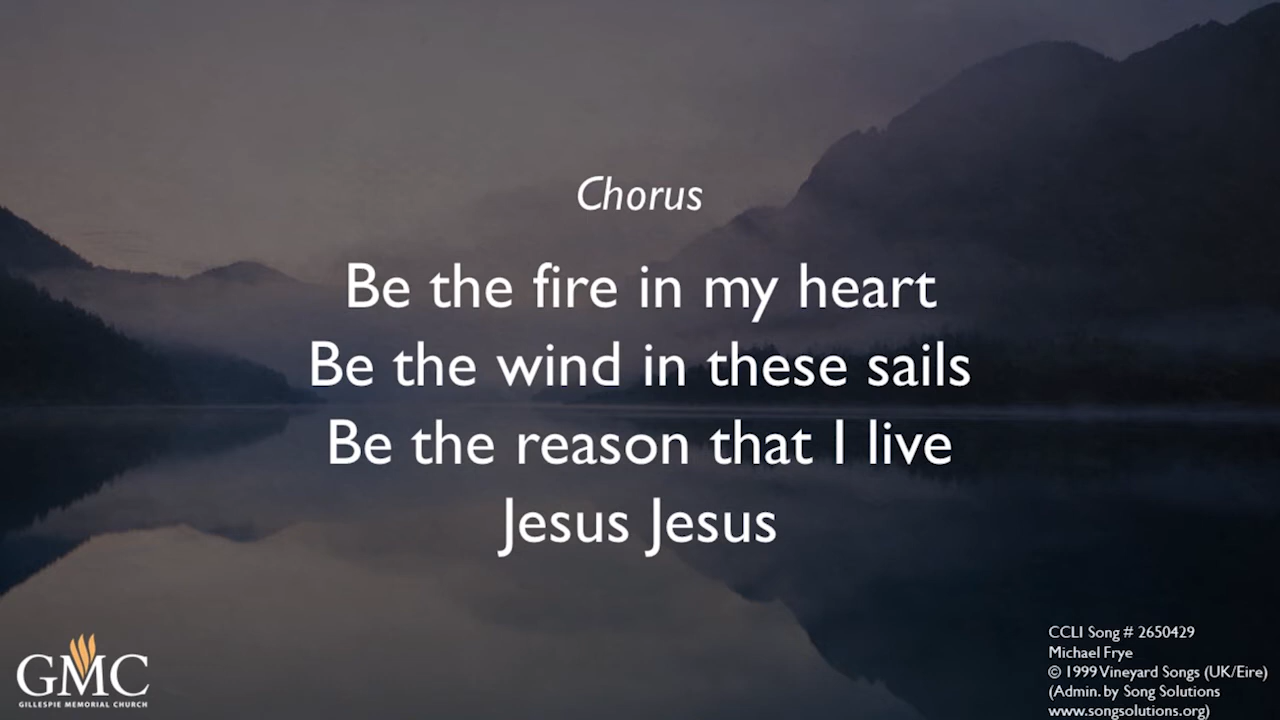 Chorus
Be the fire in my heart
Be the wind in these sails
Be the reason that I live
Jesus Jesus
CCLI Song # 2650429
Michael Frye
© 1999 Vineyard Songs (UK/Eire)
(Admin. by Song Solutions
www.songsolutions.org)
GMC
GILLESPIE MEMORIAL CHURCH